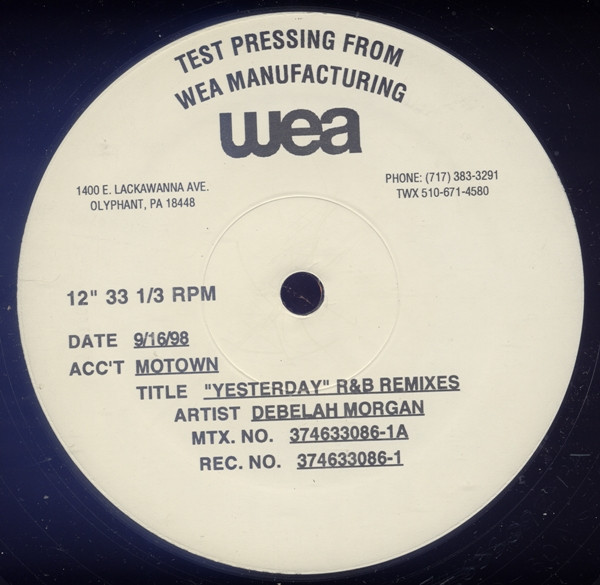 TEST PRESSING FROM
WEA MANUFACTURING
wea
1400 E. LACKAWANNA AVE.
OLYPHANT, PA 18448
PHONE: (717) 383-3291
TWX 510-671-4580
12" 33 1/3 RPM
DATE 9/16/98
ACC'T MOTOWN
TITLE "YESTERDAY" R&B REMIXES
ARTIST DEBELAH MORGAN
MTX. NO. 374633086-1A
REC. NO. 374633086-1